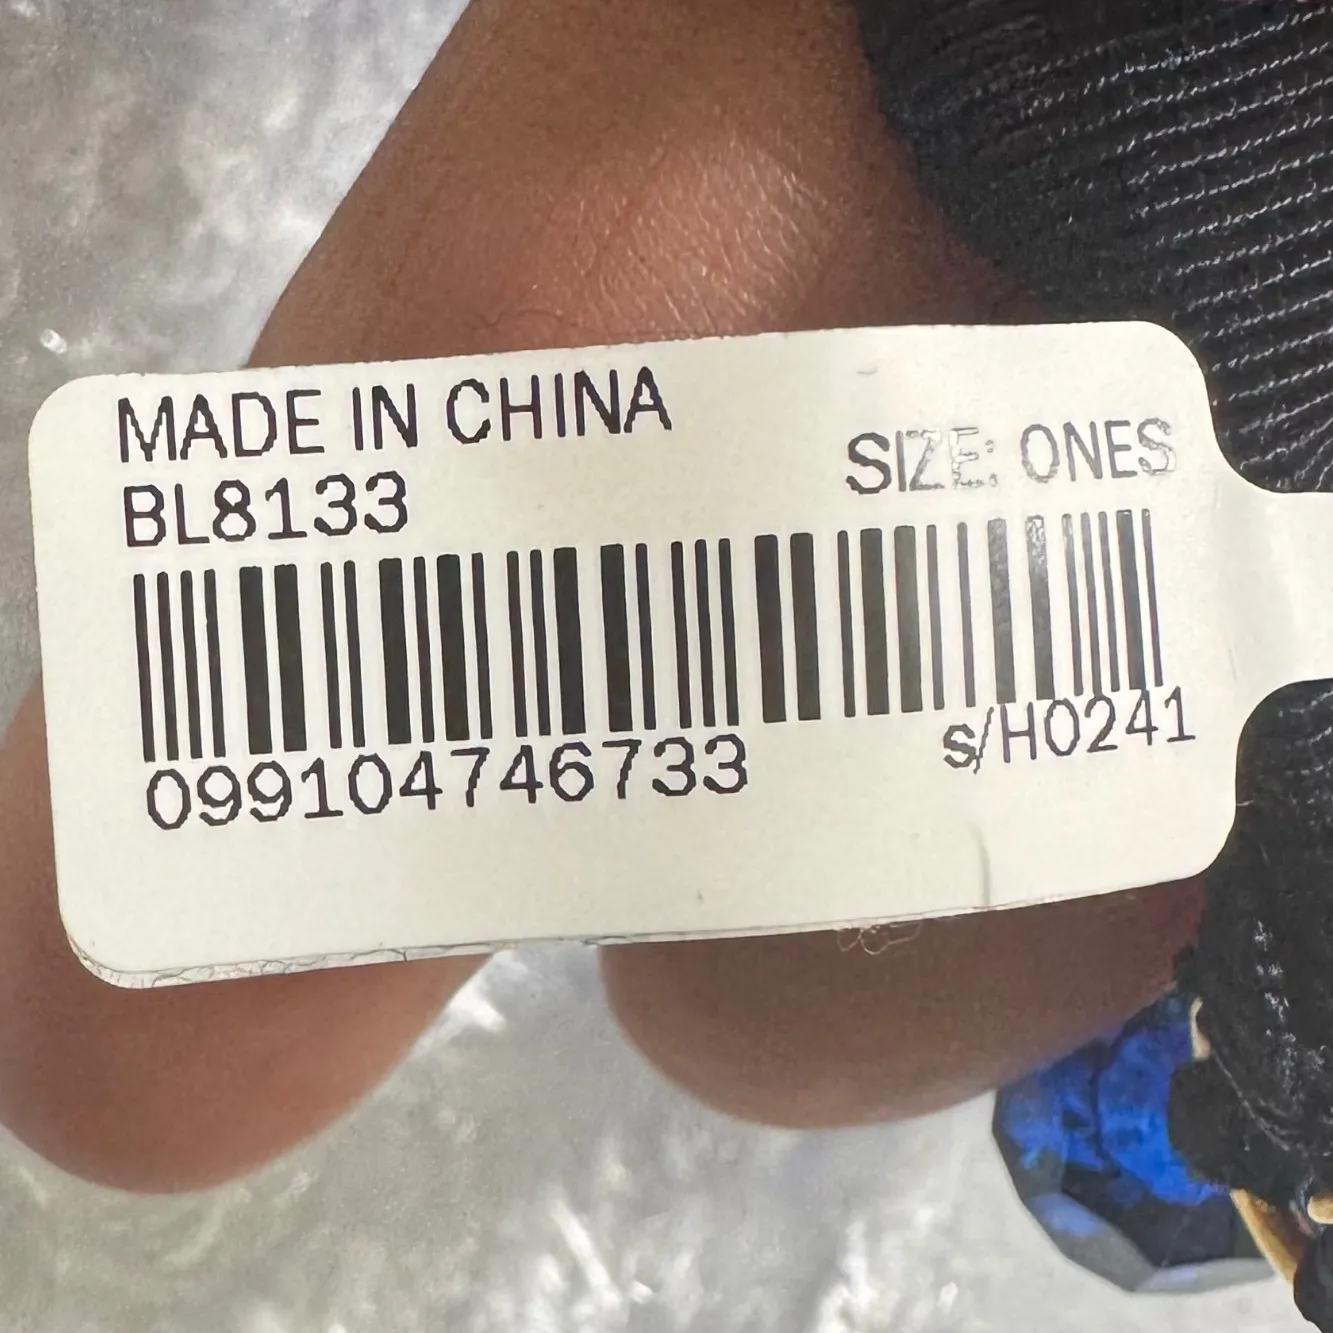 MADE IN CHINA
BL8133
SIZE: ONES
099104746733
s/H0241